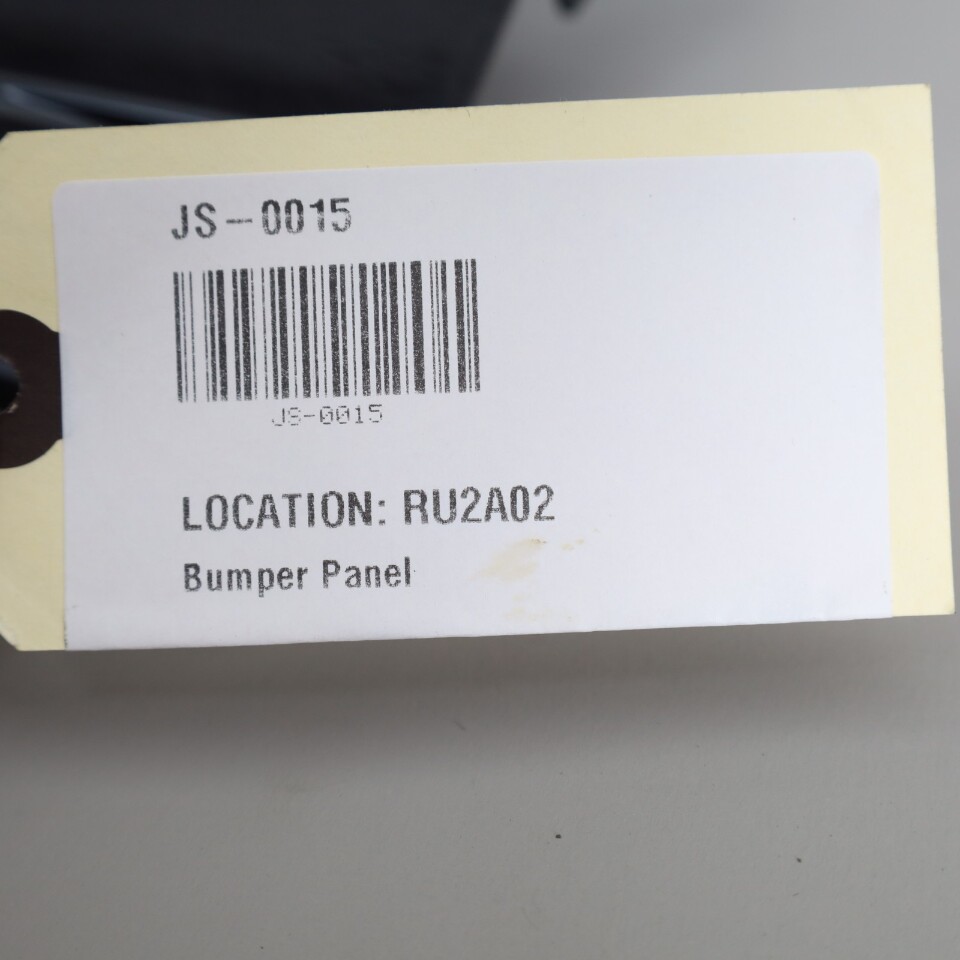 JS-0015
JS-0015
LOCATION: RU2A02
Bumper Panel